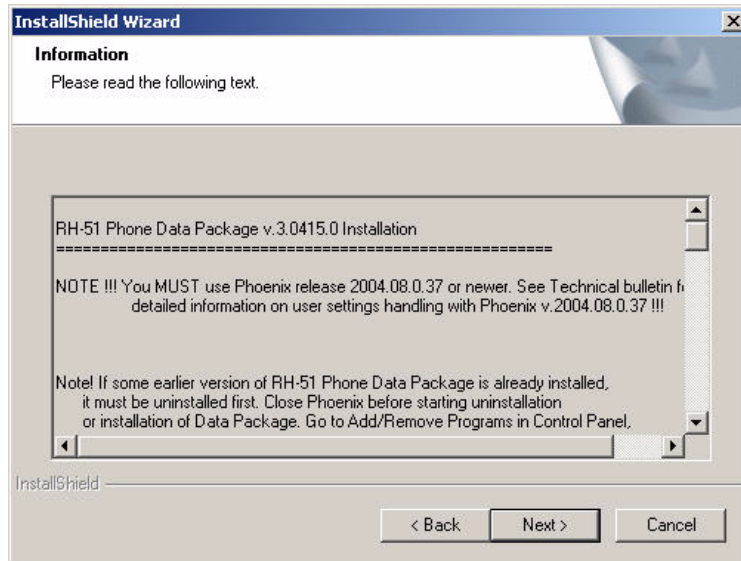 InstallShield Wizard
Information
Please read the following text.
RH-51 Phone Data Package v.3.0415.0 Installation
========================================================
NOTE !!! You MUST use Phoenix release 2004.08.0.37 or newer. See Technical bulletin f
detailed information on user settings handling with Phoenix v.2004.08.0.37 !!!
Note! If some earlier version of RH-51 Phone Data Package is already installed,
it must be uninstalled first. Close Phoenix before starting uninstallation
or installation of Data Package. Go to Add/Remove Programs in Control Panel,
InstallShield
< Back
Next >
Cancel